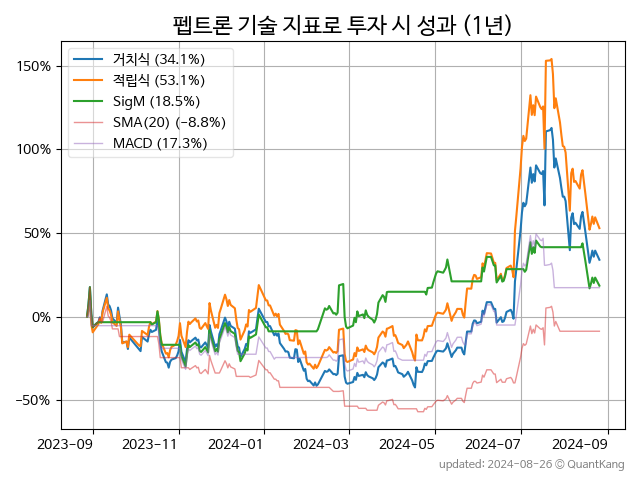 펩트론 기술 지표로 투자 시 성과 (1년)
거치식 (34.1%)
적립식 (53.1%)
SigM (18.5%)
SMA(20) (−8.8%)
MACD (17.3%)
150%
100%
50%
0%
−50%
2023-09 2023-11 2024-01 2024-03 2024-05 2024-07 2024-09
updated: 2024-08-26 © QuantKang